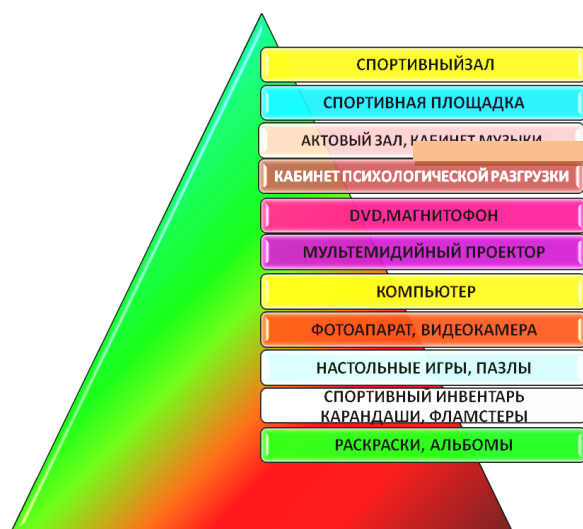 СПОРТИВНЫЙЗАЛ
СПОРТИВНАЯ ПЛОЩАДКА
АКТОВЫЙ ЗАЛ, КАБИНЕТ МУЗЫКИ
КАБИНЕТ ПСИХОЛОГИЧЕСКОЙ РАЗГРУЗКИ
DVD,МАГНИТОФОН
МУЛЬТЕМИДИЙНЫЙ ПРОЕКТОР
КОМПЬЮТЕР
ФОТОАПАРАТ, ВИДЕОКАМЕРА
НАСТОЛЬНЫЕ ИГРЫ, ПАЗЛЫ
СПОРТИВНЫЙ ИНВЕНТАРЬ
КАРАНДАШИ, ФЛАМСТЕРЫ
РАСКРАСКИ, АЛЬБОМЫ